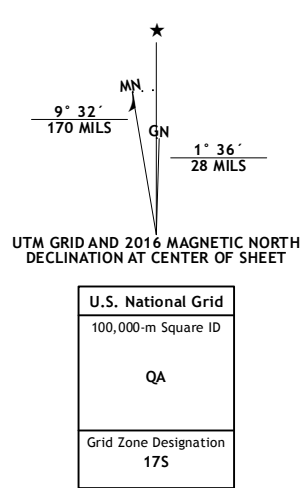 ★
MN
9° 32´
170 MILS
GN
1° 36´
28 MILS
UTM GRID AND 2016 MAGNETIC NORTH
DECLINATION AT CENTER OF SHEET
U.S. National Grid
100,000-m Square ID
QA
Grid Zone Designation
17S